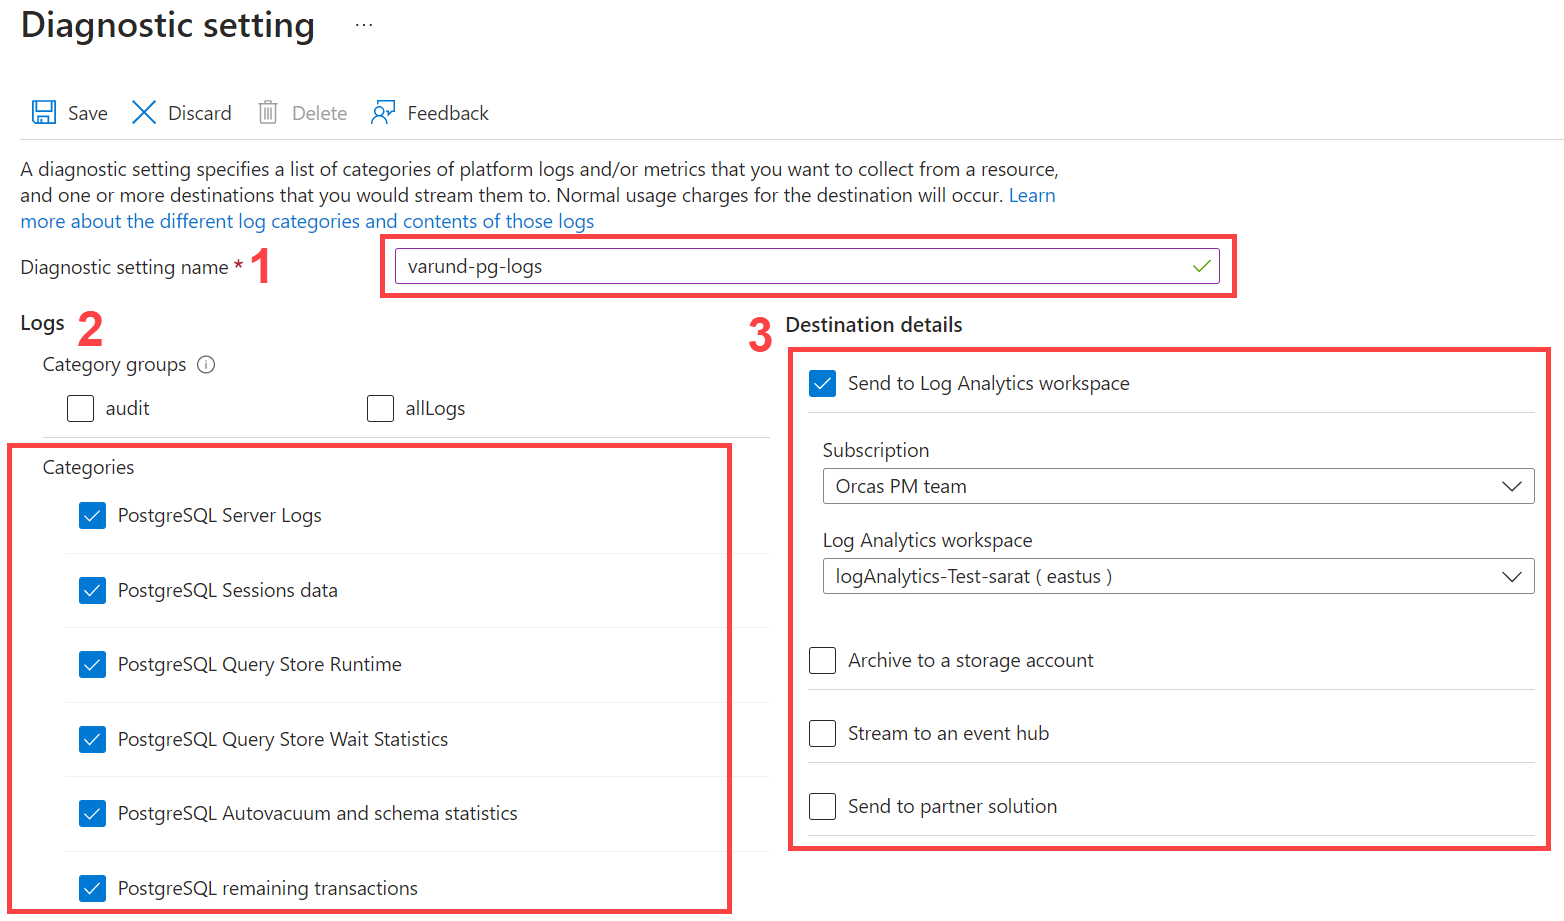 Diagnostic setting ...
Save Discard Delete Feedback
A diagnostic setting specifies a list of categories of platform logs and/or metrics that you want to collect from a resource,
and one or more destinations that you would stream them to. Normal usage charges for the destination will occur. Learn
more about the different log categories and contents of those logs
Diagnostic setting name * 1
varund-pg-logs
Logs 2
Category groups
audit allLogs
Categories
PostgreSQL Server Logs
PostgreSQL Sessions data
PostgreSQL Query Store Runtime
PostgreSQL Query Store Wait Statistics
PostgreSQL Autovacuum and schema statistics
PostgreSQL remaining transactions
3 Destination details
Send to Log Analytics workspace
Subscription
Orcas PM team
Log Analytics workspace
logAnalytics-Test-sarat ( eastus )
Archive to a storage account
Stream to an event hub
Send to partner solution